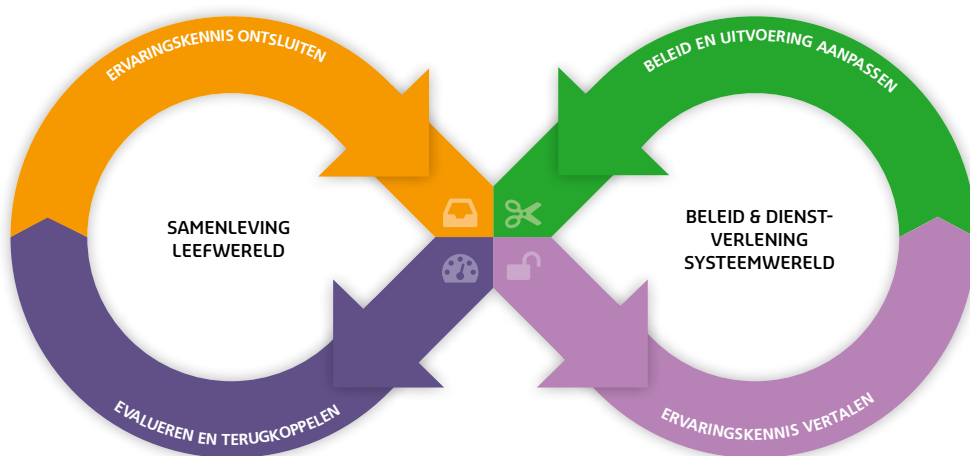 ERVARINGSKENNIS ONTSLUITEN
BELEID EN UITVOERING AANPASSEN
SAMENLEVING
LEEFWERELD
BELEID & DIENST-
VERLENING
SYSTEEMWERELD
EVALUEREN EN TERUGKOPPELEN
ERVARINGSKENNIS VERTALEN